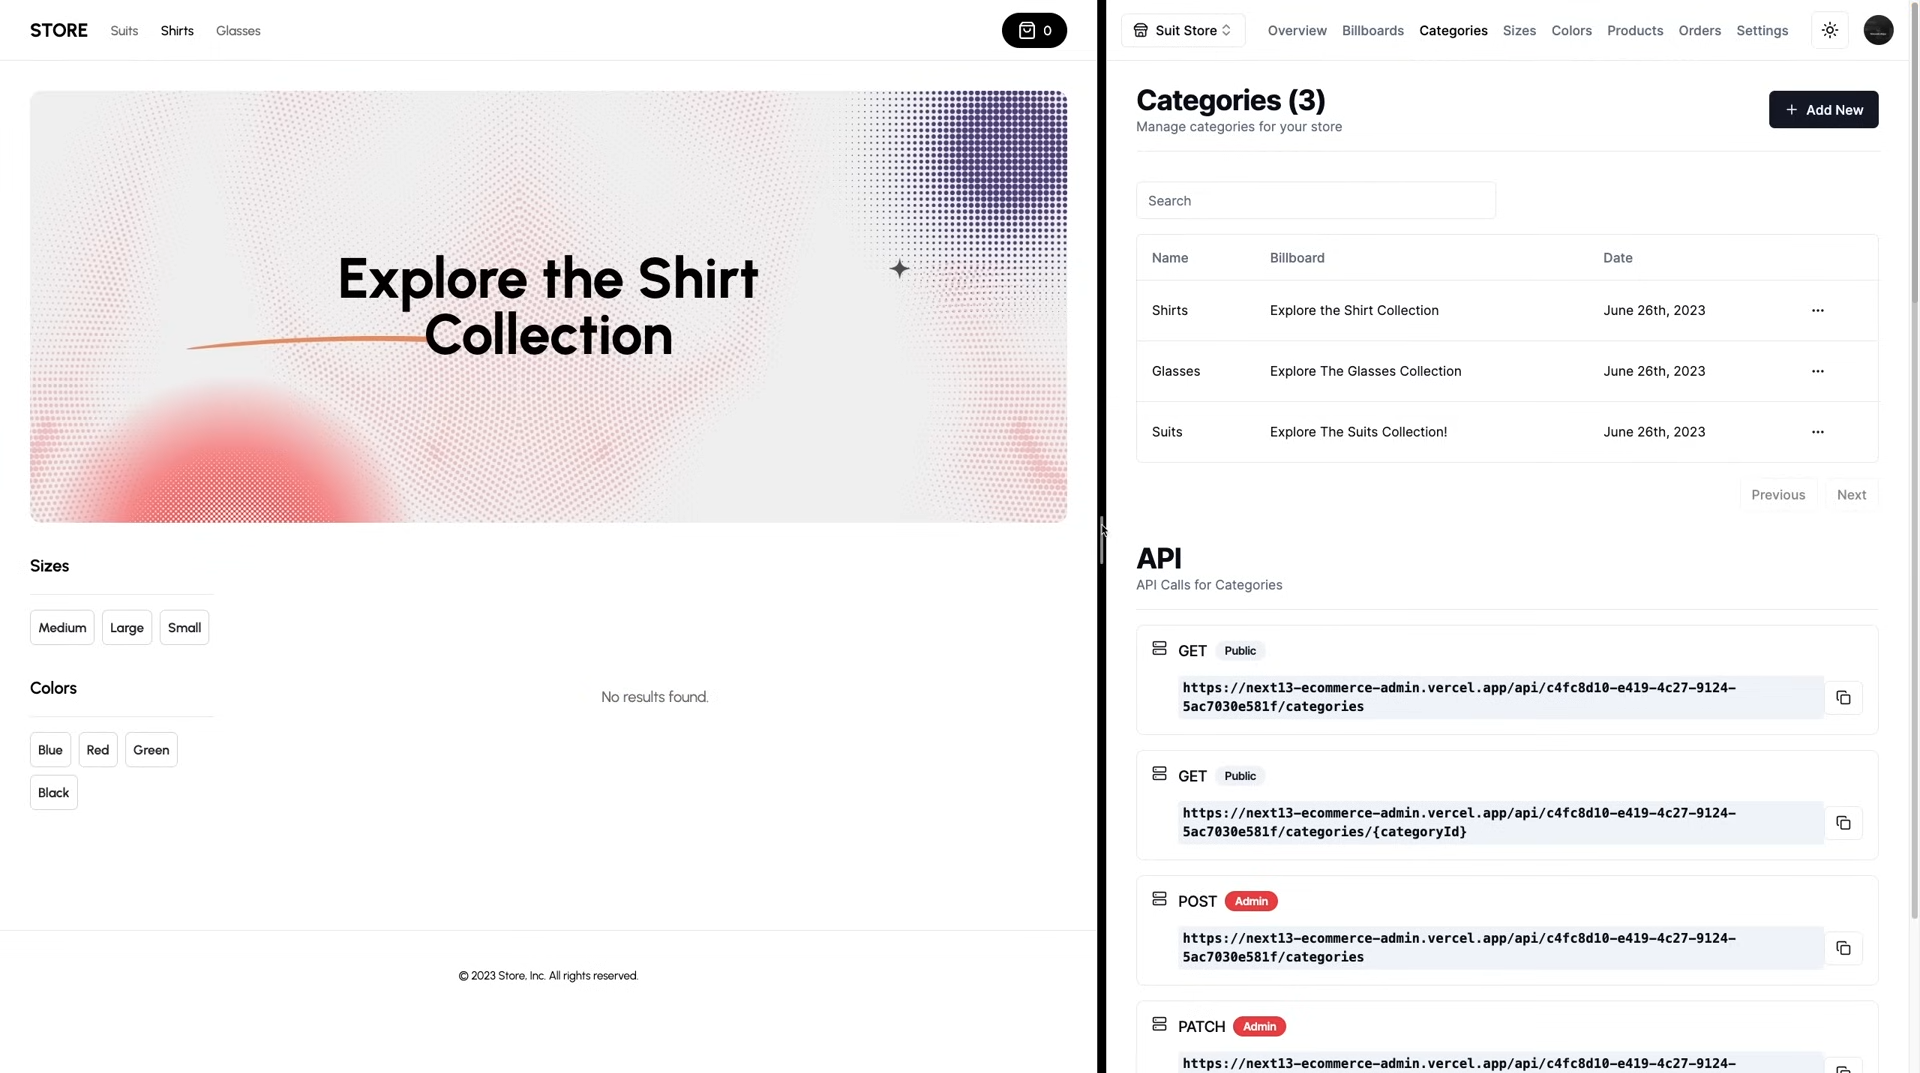 STORE Suits Shirts Glasses 0
Explore the Shirt
Collection
Sizes
Medium Large Small
Colors
Blue Red Green
Black
No results found.
© 2023 Store, Inc. All rights reserved.
Suit Store Overview Billboards Categories Sizes Colors Products Orders Settings
Categories (3)
Manage categories for your store
Add New
Search
Name Billboard Date
Shirts Explore the Shirt Collection June 26th, 2023
Glasses Explore The Glasses Collection June 26th, 2023
Suits Explore The Suits Collection! June 26th, 2023
Previous Next
API
API Calls for Categories
GET Public
https://next13-ecommerce-admin.vercel.app/api/c4fc8d10-e419-4c27-9124-
5ac7030e581f/categories
GET Public
https://next13-ecommerce-admin.vercel.app/api/c4fc8d10-e419-4c27-9124-
5ac7030e581f/categories/{categoryId}
POST Admin
https://next13-ecommerce-admin.vercel.app/api/c4fc8d10-e419-4c27-9124-
5ac7030e581f/categories
PATCH Admin
https://next13-ecommerce-admin.vercel.app/api/c4fc8d10-e419-4c27-9124-